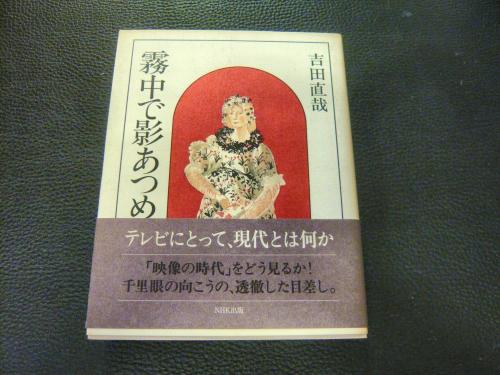 吉田直哉
霧中で影あつめ
テレビにとって、現代とは何か
「映像の時代」をどう見るか!
千里眼の向こうの、透徹した目差し。
NHK出版